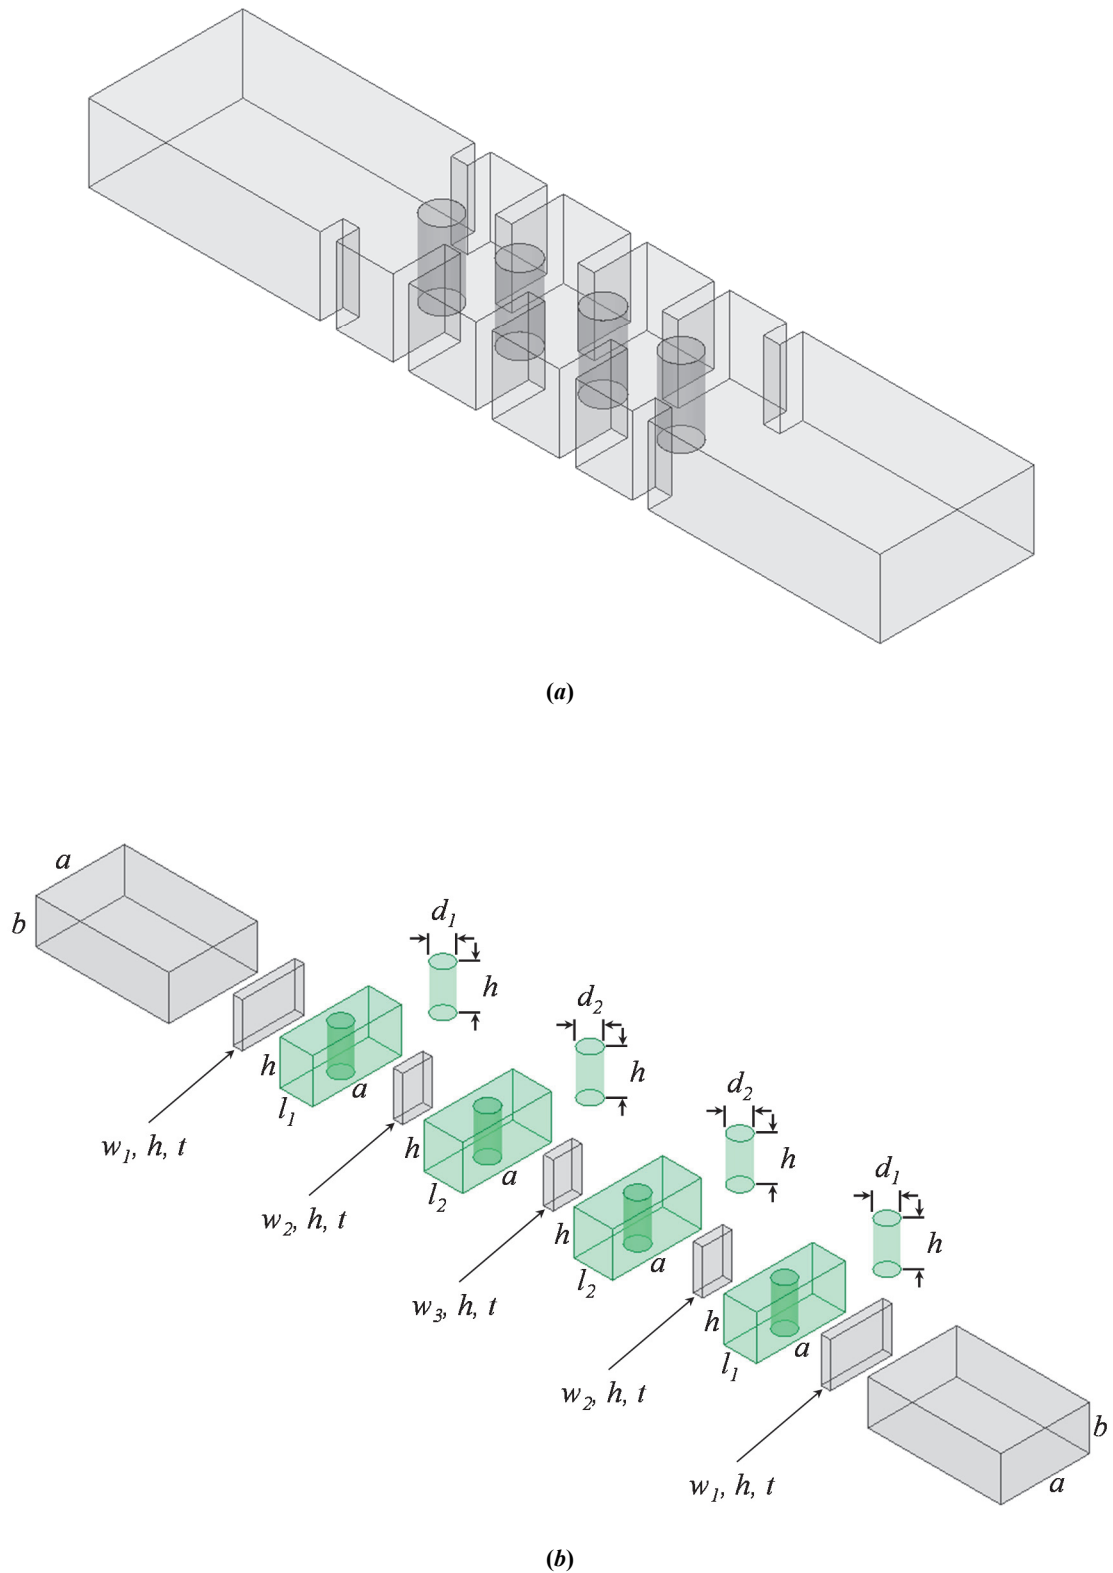 (a)
a
b
d₁
h
d₂
h
d₂
h
d₁
h
h
l₁
a
w₁, h, t
h
l₂
a
w₂, h, t
h
l₂
a
w₃, h, t
h
l₁
a
w₂, h, t
b
a
w₁, h, t
(b)